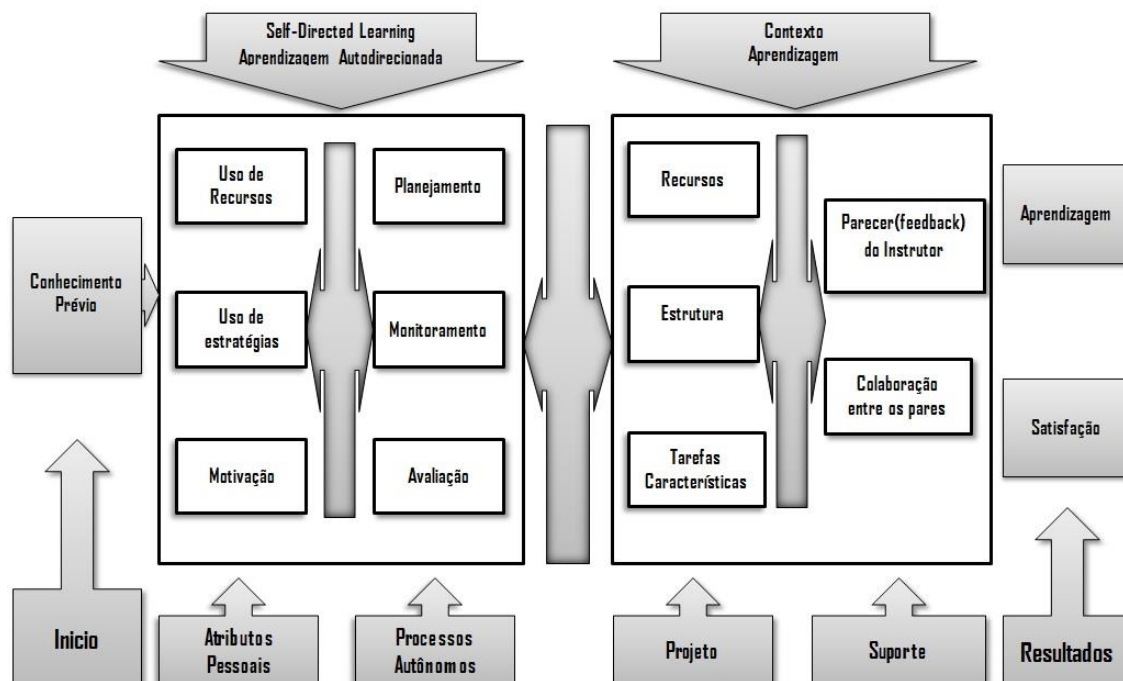 Self-Directed Learning
Aprendizagem Autodirecionada
Contexto
Aprendizagem
Conhecimento
Prévio
Uso de
Recursos
Planejamento
Uso de
estratégias
Monitoramento
Motivação
Avaliação
Recursos
Parecer(feedback)
do Instrutor
Estrutura
Colaboração
entre os pares
Tarefas
Características
Aprendizagem
Satisfação
Inicio
Atributos
Pessoais
Processos
Autônomos
Projeto
Suporte
Resultados